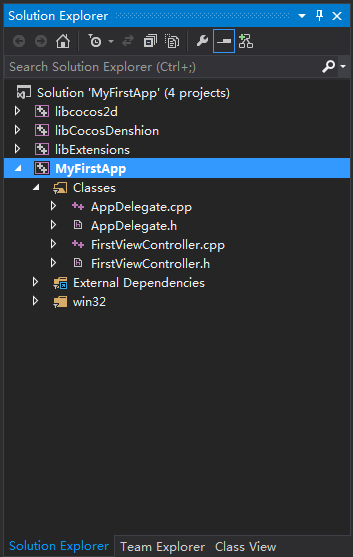 Solution Explorer
Search Solution Explorer (Ctrl+;)
Solution 'MyFirstApp' (4 projects)
libcocos2d
libCocosDenshion
libExtensions
MyFirstApp
Classes
AppDelegate.cpp
AppDelegate.h
FirstViewController.cpp
FirstViewController.h
External Dependencies
win32
Solution Explorer Team Explorer Class View